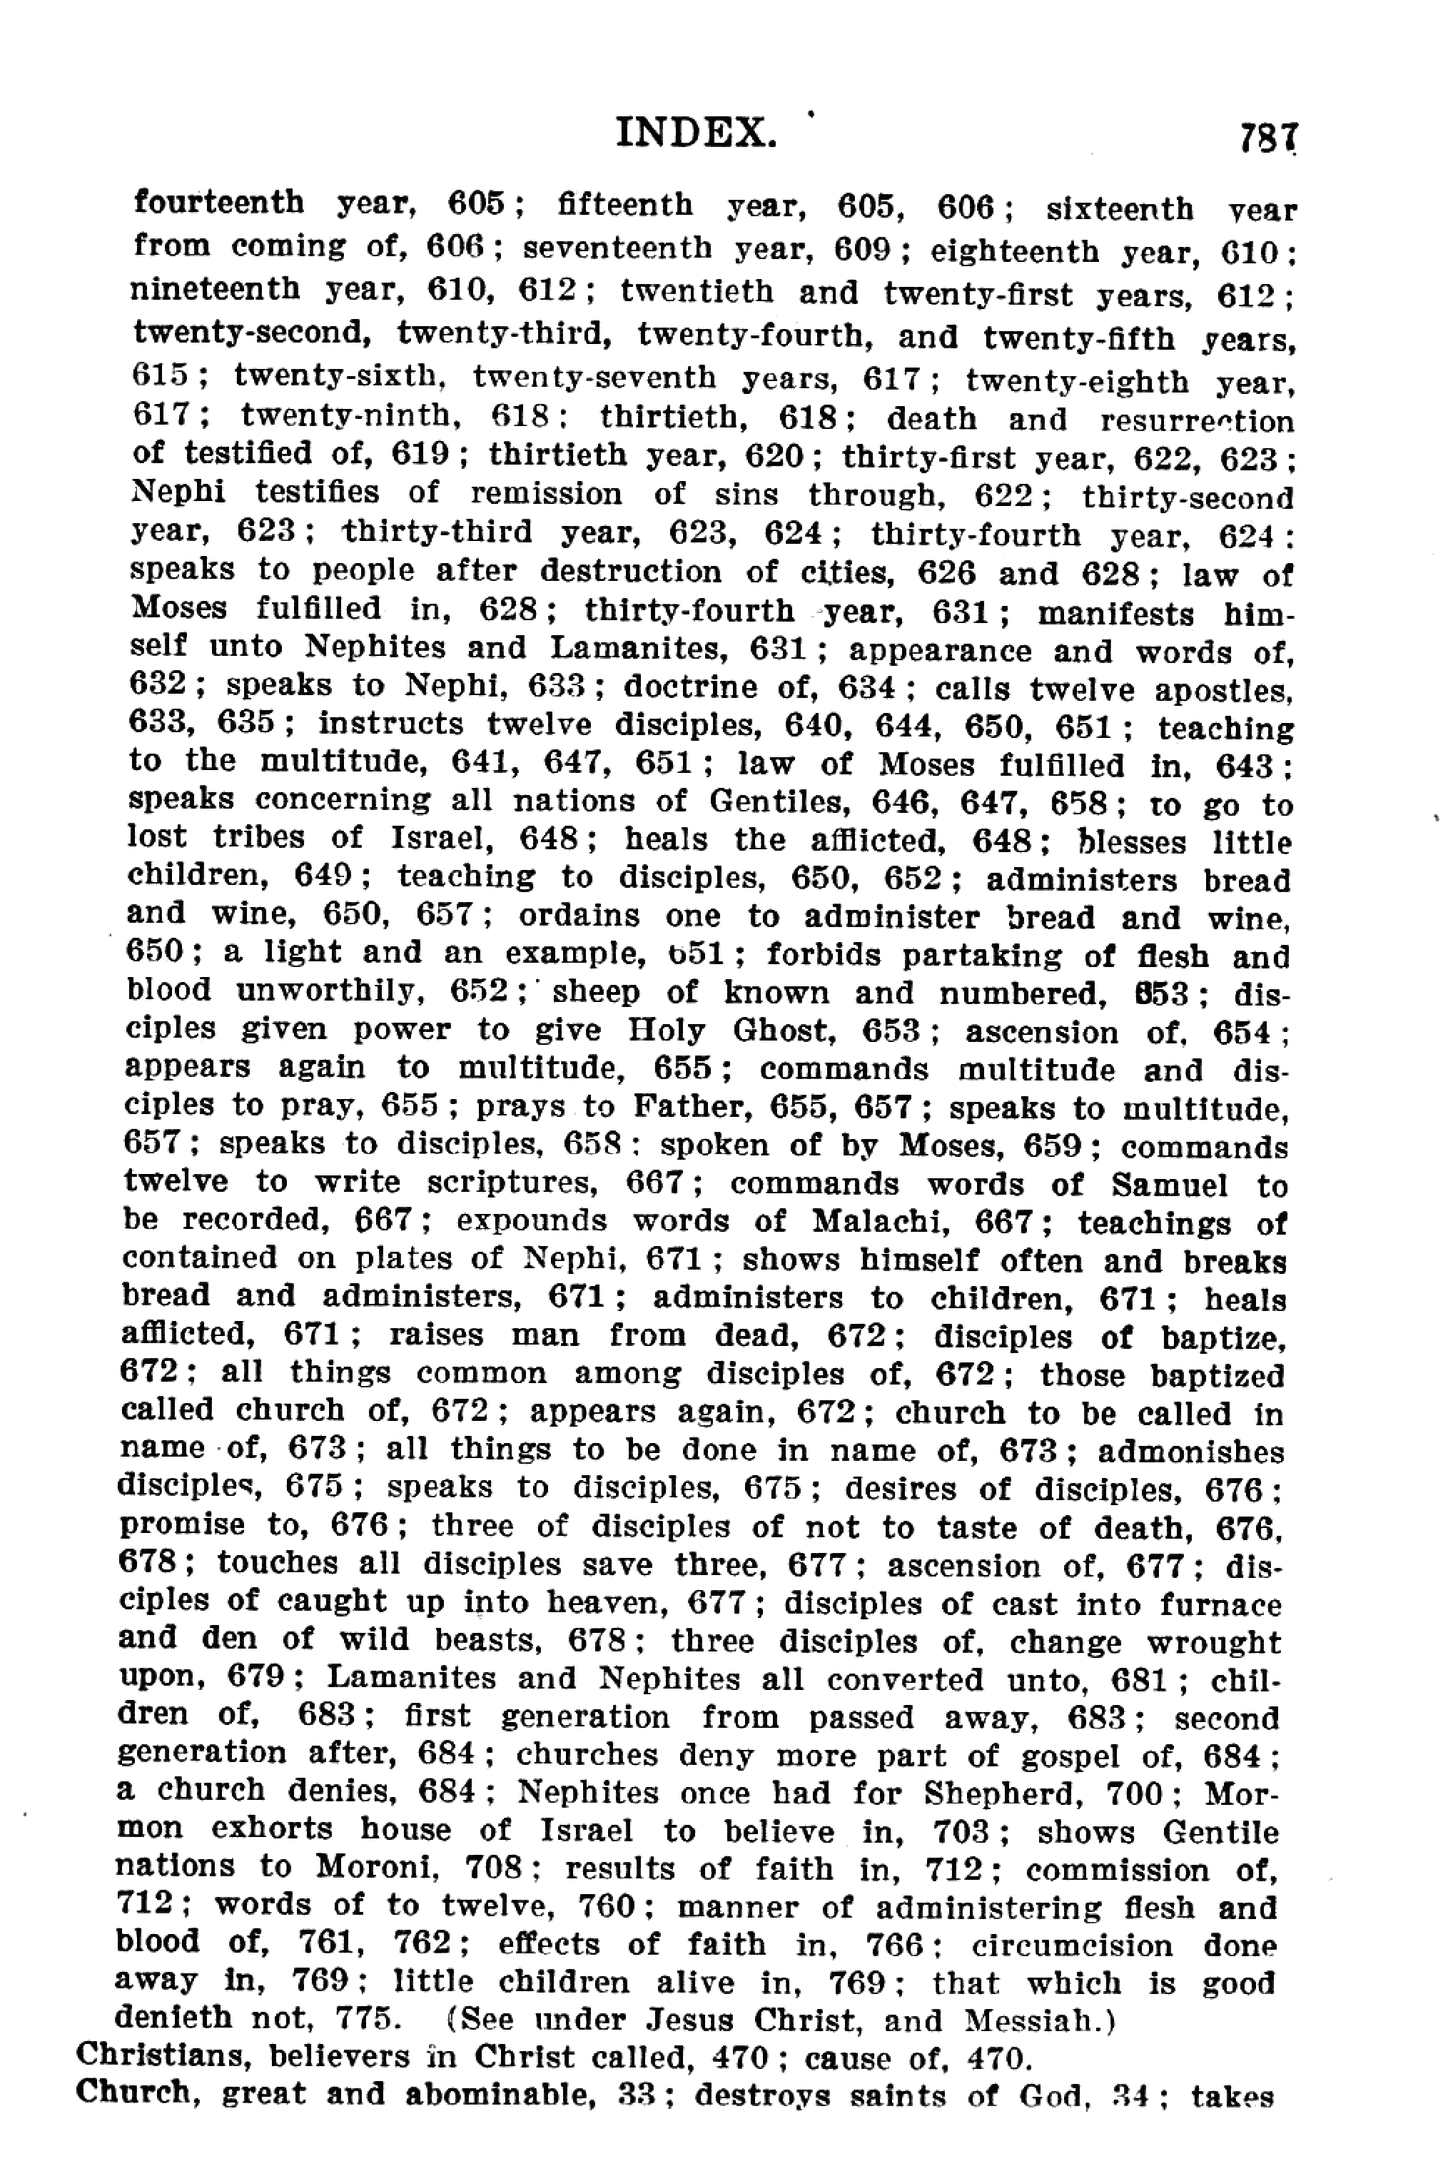 INDEX. 787
fourteenth year, 605; fifteenth year, 605, 606; sixteenth year
from coming of, 606; seventeenth year, 609; eighteenth year, 610;
nineteenth year, 610, 612; twentieth and twenty-first years, 612;
twenty-second, twenty-third, twenty-fourth, and twenty-fifth years,
615; twenty-sixth, twenty-seventh years, 617; twenty-eighth year,
617; twenty-ninth, 618; thirtieth, 618; death and resurrection
of testified of, 619; thirtieth year, 620; thirty-first year, 622, 623;
Nephi testifies of remission of sins through, 622; thirty-second
year, 623; thirty-third year, 623, 624; thirty-fourth year, 624;
speaks to people after destruction of cities, 626 and 628; law of
Moses fulfilled in, 628; thirty-fourth year, 631; manifests him-
self unto Nephites and Lamanites, 631; appearance and words of,
632; speaks to Nephi, 633; doctrine of, 634; calls twelve apostles,
633, 635; instructs twelve disciples, 640, 644, 650, 651; teaching
to the multitude, 641, 647, 651; law of Moses fulfilled in, 643;
speaks concerning all nations of Gentiles, 646, 647, 658; to go to
lost tribes of Israel, 648; heals the afflicted, 648; blesses little
children, 649; teaching to disciples, 650, 652; administers bread
and wine, 650, 657; ordains one to administer bread and wine,
650; a light and an example, 651; forbids partaking of flesh and
blood unworthily, 652; sheep of known and numbered, 653; dis-
ciples given power to give Holy Ghost, 653; ascension of, 654;
appears again to multitude, 655; commands multitude and dis-
ciples to pray, 655; prays to Father, 655, 657; speaks to multitude,
657; speaks to disciples, 658; spoken of by Moses, 659; commands
twelve to write scriptures, 667; commands words of Samuel to
be recorded, 667; expounds words of Malachi, 667; teachings of
contained on plates of Nephi, 671; shows himself often and breaks
bread and administers, 671; administers to children, 671; heals
afflicted, 671; raises man from dead, 672; disciples of baptize,
672; all things common among disciples of, 672; those baptized
called church of, 672; appears again, 672; church to be called in
name of, 673; all things to be done in name of, 673; admonishes
disciples, 675; speaks to disciples, 675; desires of disciples, 676;
promise to, 676; three of disciples of not to taste of death, 676,
678; touches all disciples save three, 677; ascension of, 677; dis-
ciples of caught up into heaven, 677; disciples of cast into furnace
and den of wild beasts, 678; three disciples of, change wrought
upon, 679; Lamanites and Nephites all converted unto, 681; chil-
dren of, 683; first generation from passed away, 683; second
generation after, 684; churches deny more part of gospel of, 684;
a church denies, 684; Nephites once had for Shepherd, 700; Mor-
mon exhorts house of Israel to believe in, 703; shows Gentile
nations to Moroni, 708; results of faith in, 712; commission of,
712; words of to twelve, 760; manner of administering flesh and
blood of, 761, 762; effects of faith in, 766; circumcision done
away in, 769; little children alive in, 769; that which is good
denieth not, 775. (See under Jesus Christ, and Messiah.)
Christians, believers in Christ called, 470; cause of, 470.
Church, great and abominable, 33; destroys saints of God, 34; takes